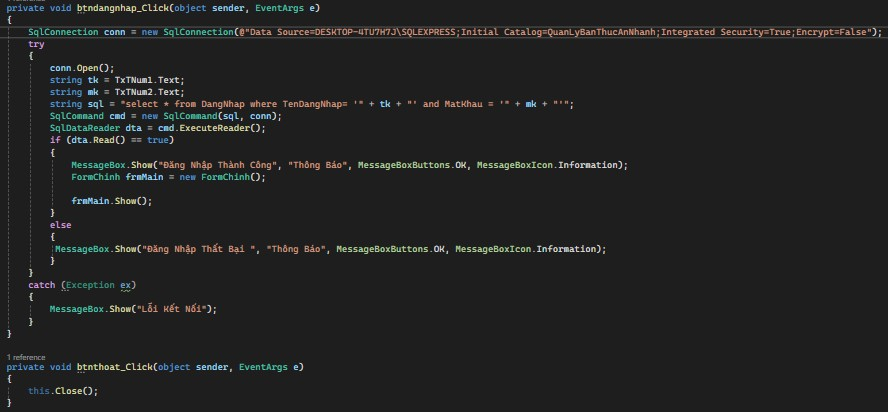 private void btndangnhap_Click(object sender, EventArgs e)
{
SqlConnection conn = new SqlConnection(@"Data Source=DESKTOP-4TU7H7J\SQLEXPRESS;Initial Catalog=QuanLyBanThucAnNhanh;Integrated Security=True;Encrypt=False");
try
{
conn.Open();
string tk = TxTNum1.Text;
string mk = TxTNum2.Text;
string sql = "select * from DangNhap where TenDangNhap= '" + tk + "' and MatKhau = '" + mk + "'";
SqlCommand cmd = new SqlCommand(sql, conn);
SqlDataReader dta = cmd.ExecuteReader();
if (dta.Read() == true)
{
MessageBox.Show("Đăng Nhập Thành Công", "Thông Báo", MessageBoxButtons.OK, MessageBoxIcon.Information);
FormChinh frmMain = new FormChinh();
frmMain.Show();
}
else
{
MessageBox.Show("Đăng Nhập Thất Bại ", "Thông Báo", MessageBoxButtons.OK, MessageBoxIcon.Information);
}
}
catch (Exception ex)
{
MessageBox.Show("Lỗi Kết Nối");
}
}
1 reference
private void btnthoat_Click(object sender, EventArgs e)
{
this.Close();
}